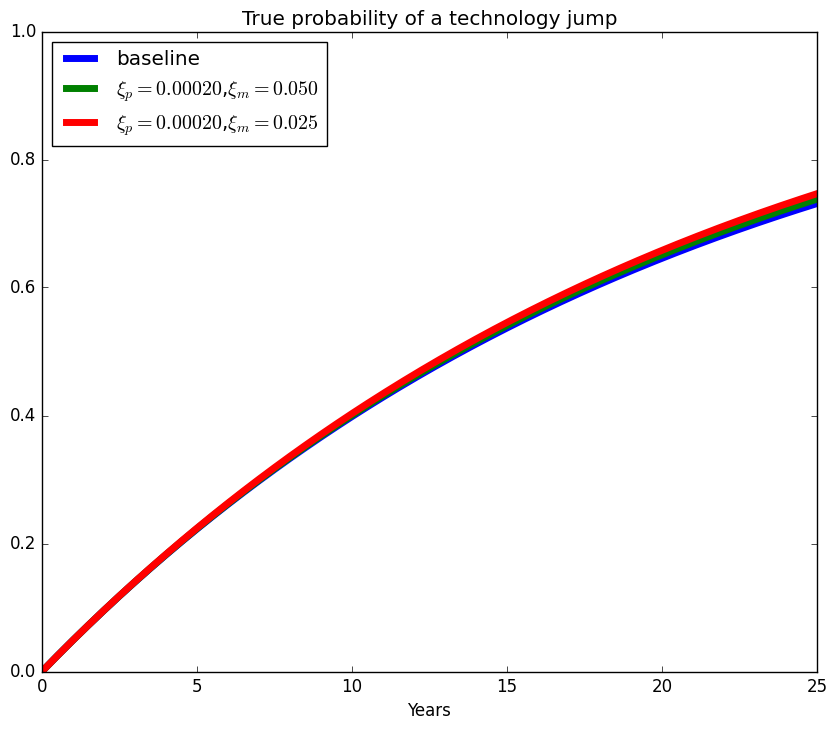 True probability of a technology jump
baseline
ξₚ = 0.00020,ξₘ = 0.050
ξₚ = 0.00020,ξₘ = 0.025
1.0
0.8
0.6
0.4
0.2
0.0
0 5 10 15 20 25
Years